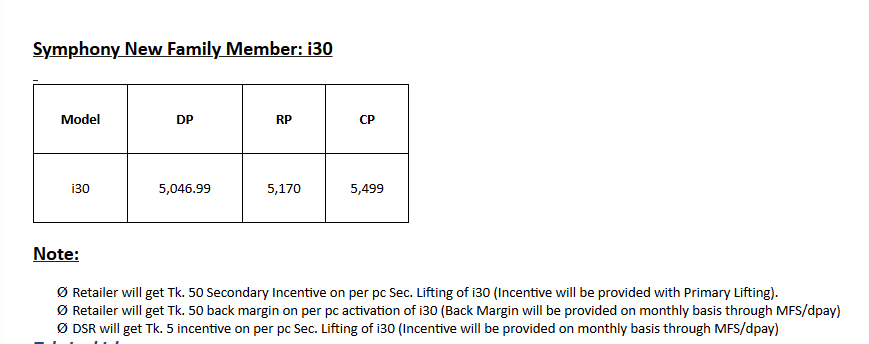 Symphony New Family Member: i30
Model DP RP CP
i30 5,046.99 5,170 5,499
Note:
Ø Retailer will get Tk. 50 Secondary Incentive on per pc Sec. Lifting of i30 (Incentive will be provided with Primary Lifting).
Ø Retailer will get Tk. 50 back margin on per pc activation of i30 (Back Margin will be provided on monthly basis through MFS/dpay)
Ø DSR will get Tk. 5 incentive on per pc Sec. Lifting of i30 (Incentive will be provided on monthly basis through MFS/dpay)